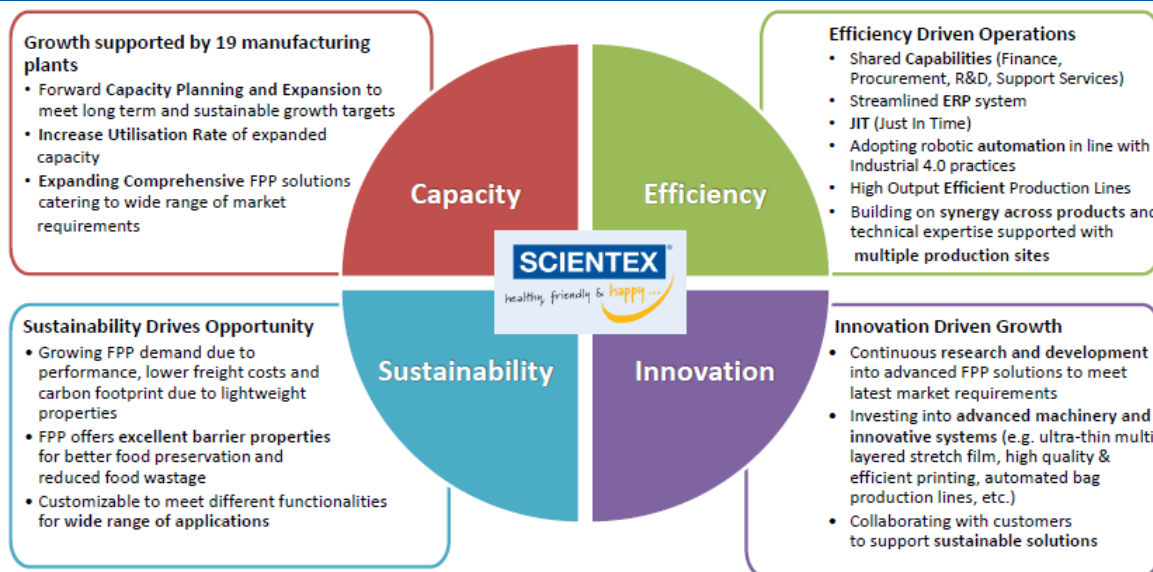 Growth supported by 19 manufacturing
plants
• Forward Capacity Planning and Expansion to
meet long term and sustainable growth targets
• Increase Utilisation Rate of expanded
capacity
• Expanding Comprehensive FPP solutions
catering to wide range of market
requirements
Capacity
Efficiency
Efficiency Driven Operations
• Shared Capabilities (Finance,
Procurement, R&D, Support Services)
• Streamlined ERP system
• JIT (Just In Time)
• Adopting robotic automation in line with
Industrial 4.0 practices
• High Output Efficient Production Lines
• Building on synergy across products and
technical expertise supported with
multiple production sites
SCIENTEX®
healthy, friendly & happy...
Sustainability Drives Opportunity
• Growing FPP demand due to
performance, lower freight costs and
carbon footprint due to lightweight
properties
• FPP offers excellent barrier properties
for better food preservation and
reduced food wastage
• Customizable to meet different functionalities
for wide range of applications
Sustainability
Innovation
Innovation Driven Growth
• Continuous research and development
into advanced FPP solutions to meet
latest market requirements
• Investing into advanced machinery and
innovative systems (e.g. ultra-thin multi
layered stretch film, high quality &
efficient printing, automated bag
production lines, etc.)
• Collaborating with customers
to support sustainable solutions